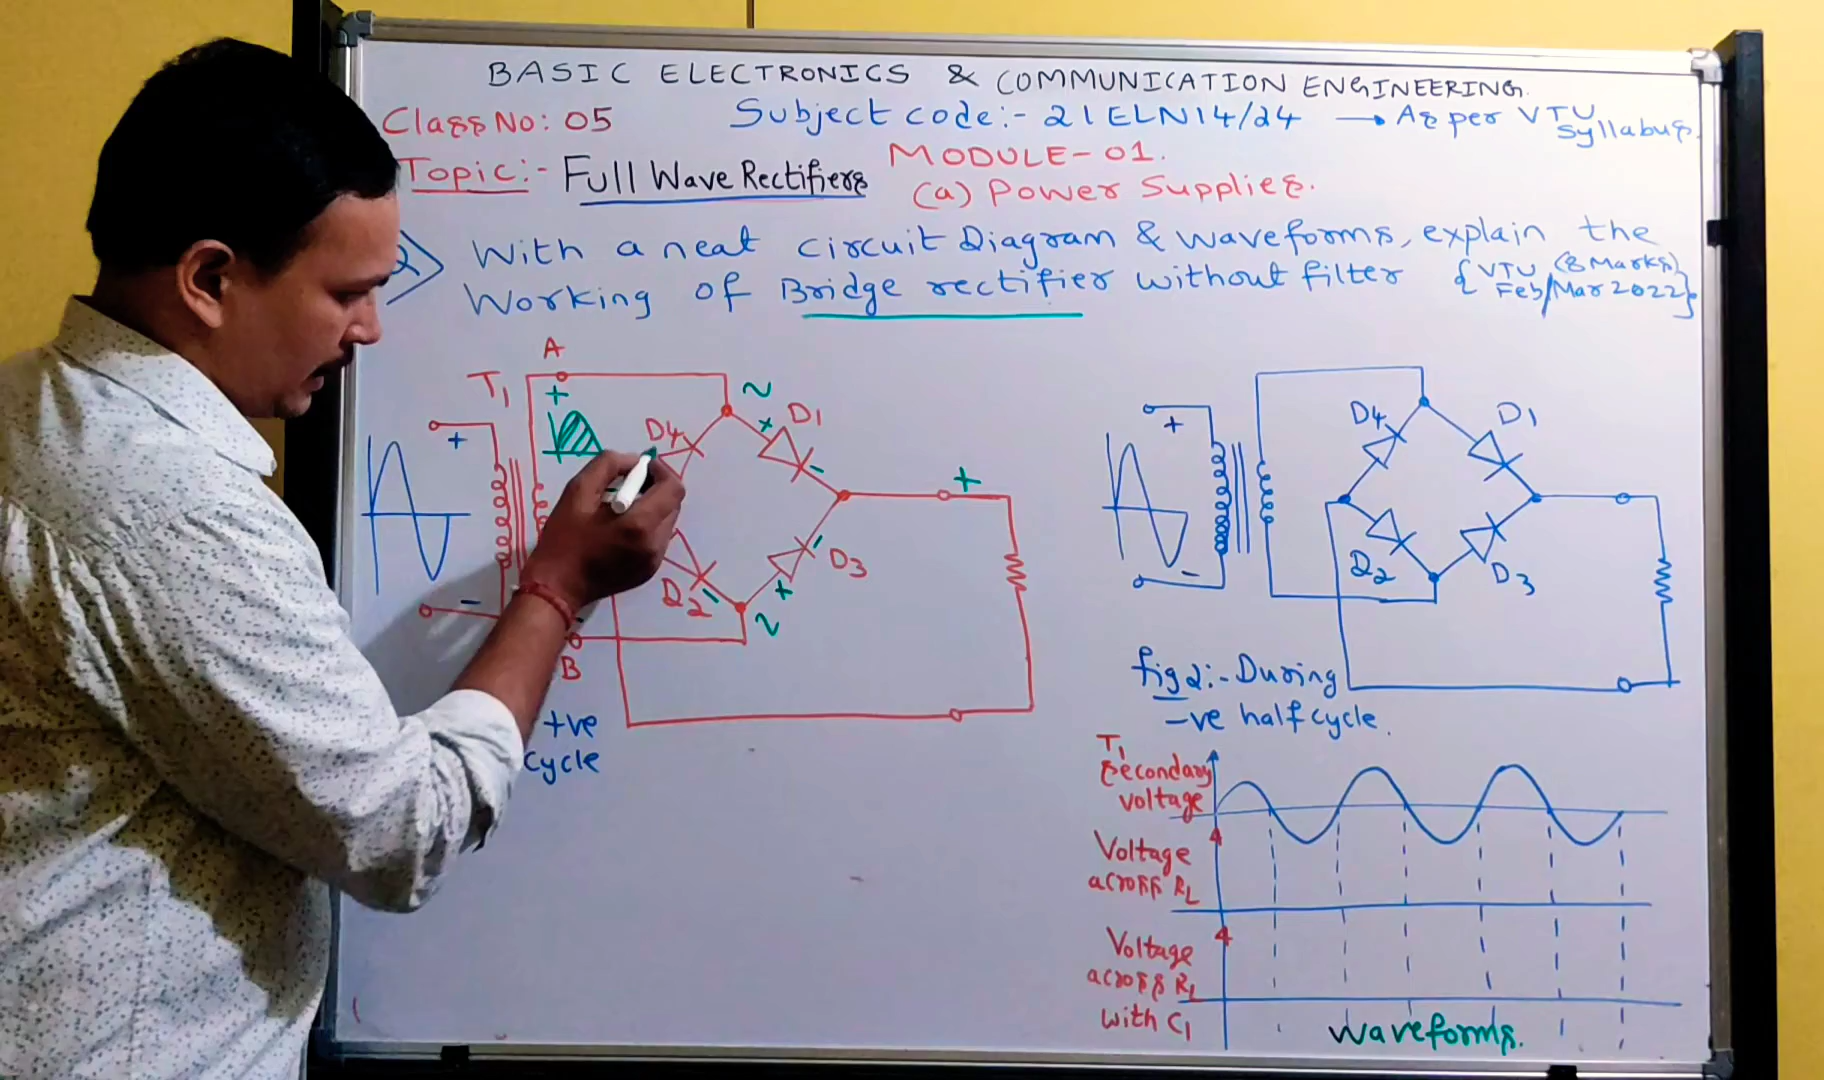 BASIC ELECTRONICS & COMMUNICATION ENGINEERING.
Class No: 05
Subject code:- 21ELN14/24 → As per VTU Syllabus.
Topic:- Full Wave Rectifiers
MODULE-01.
(a) Power Supplies.
2> With a neat circuit Diagram & waveforms, explain the
Working of Bridge rectifier without filter
{VTU (8 Marks)
Feb/Mar 2022}
A
T1
+
~
D4
D1
+
+
-
+
-
D2
-
D3
+
-
~
B
+ve
cycle
+
-
D4
D1
D2
D3
fig 2:- During
-ve half cycle.
T1
Secondary
voltage
Voltage
across RL
Voltage
across RL
with C1
Waveforms.